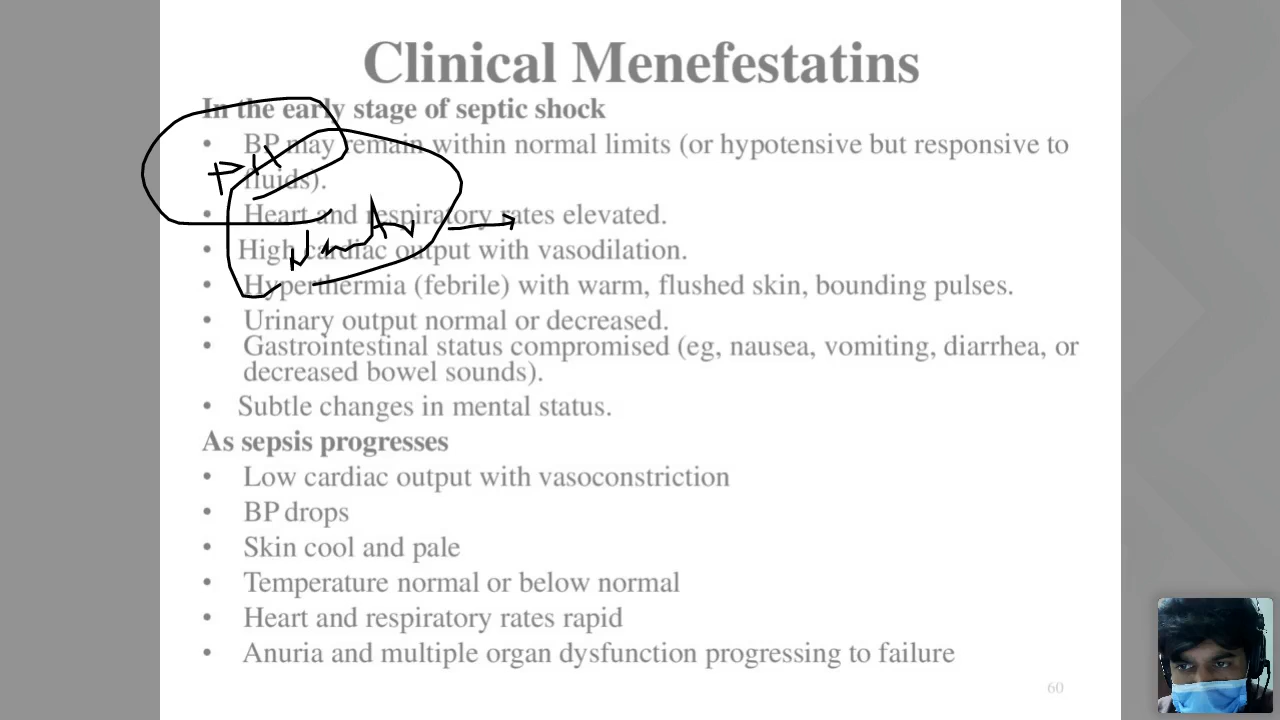 Clinical Menefestatins
In the early stage of septic shock
• BP may remain within normal limits (or hypotensive but responsive to
fluids).
• Heart and respiratory rates elevated.
• High cardiac output with vasodilation.
• Hyperthermia (febrile) with warm, flushed skin, bounding pulses.
• Urinary output normal or decreased.
• Gastrointestinal status compromised (eg, nausea, vomiting, diarrhea, or
decreased bowel sounds).
• Subtle changes in mental status.
As sepsis progresses
• Low cardiac output with vasoconstriction
• BP drops
• Skin cool and pale
• Temperature normal or below normal
• Heart and respiratory rates rapid
• Anuria and multiple organ dysfunction progressing to failure
60